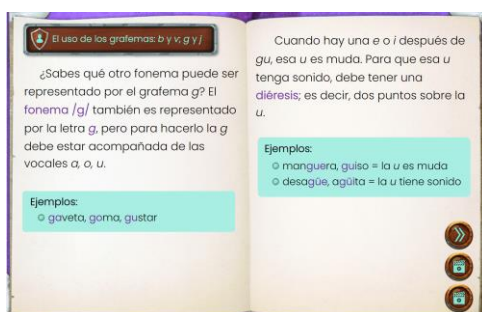 El uso de los grafemas: b y v; g y j
¿Sabes qué otro fonema puede ser
representado por el grafema g? El
fonema /g/ también es representado
por la letra g, pero para hacerlo la g
debe estar acompañada de las
vocales a, o, u.
Ejemplos:
gaveta, goma, gustar
Cuando hay una e o i después de
gu, esa u es muda. Para que esa u
tenga sonido, debe tener una
diéresis; es decir, dos puntos sobre la
u.
Ejemplos:
manguera, guiso = la u es muda
desagüe, agüita = la u tiene sonido